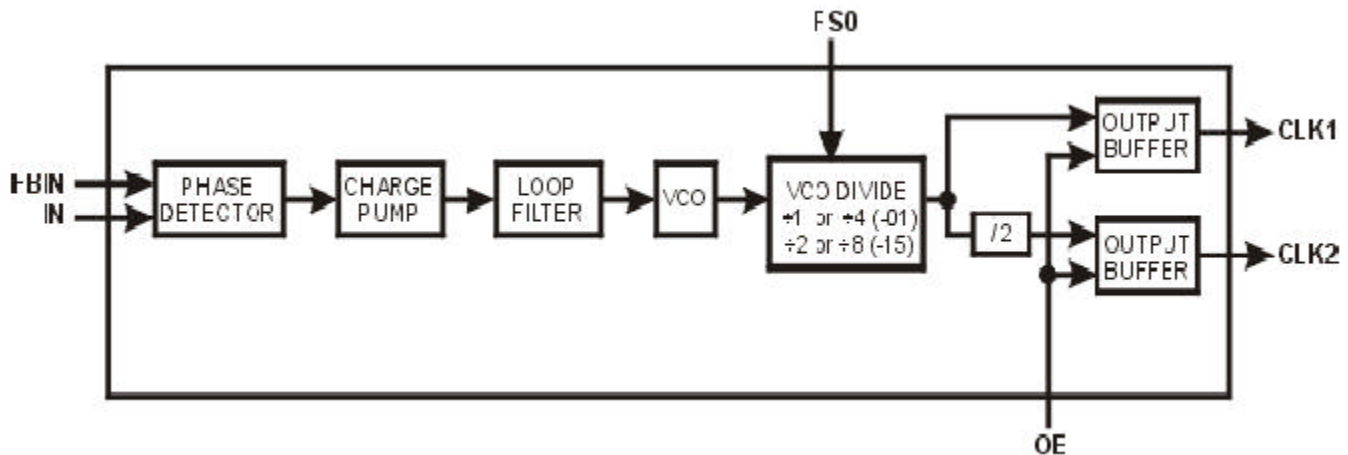 FS0
FBIN
IN
PHASE
DETECTOR
CHARGE
PUMP
LOOP
FILTER
VCO
VCO DIVIDE
÷1 or ÷4 (-01)
÷2 or ÷8 (-15)
/2
OUTPUT
BUFFER
OUTPUT
BUFFER
CLK1
CLK2
OE